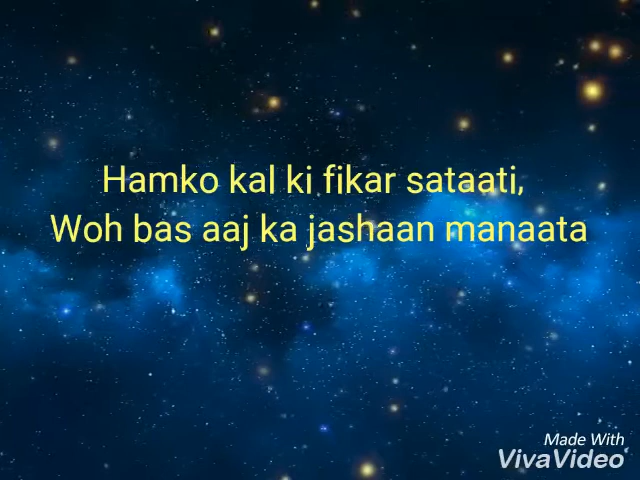 Hamko kal ki fikar sataati,
Woh bas aaj ka jashaan manaata
Made With
VivaVideo